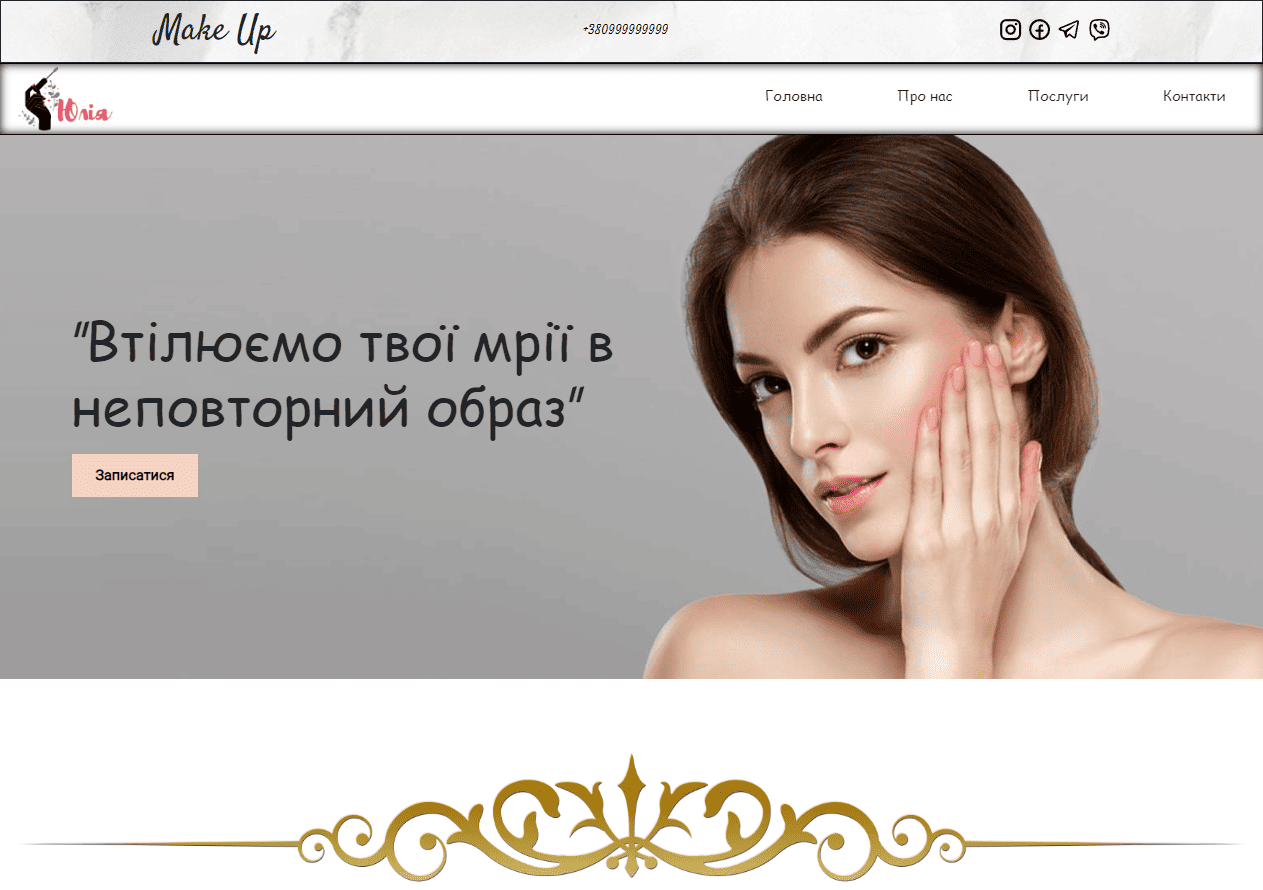 Make Up
+380999999999
Юлія
Головна
Про нас
Послуги
Контакти
"Втілюємо твої мрії в
неповторний образ"
Записатися